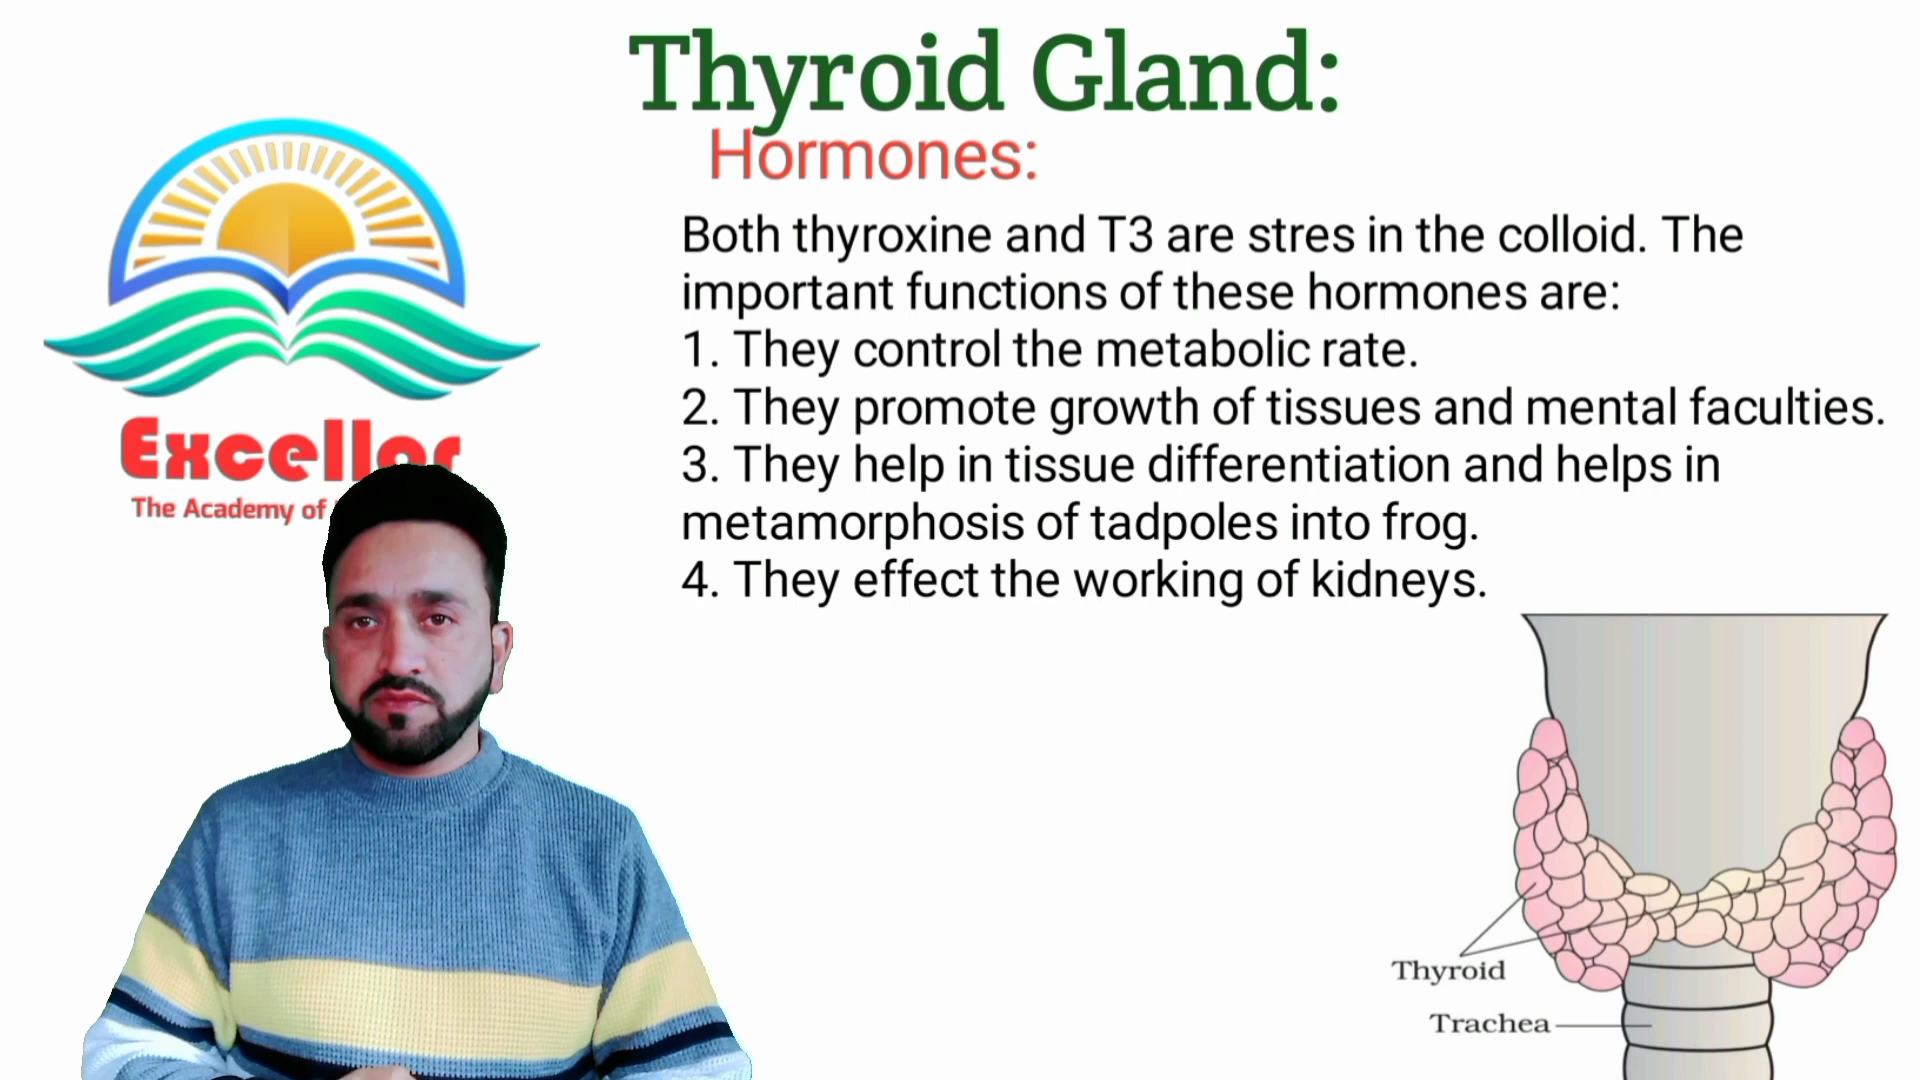 Thyroid Gland:
Hormones:
Both thyroxine and T3 are stres in the colloid. The
important functions of these hormones are:
1. They control the metabolic rate.
2. They promote growth of tissues and mental faculties.
3. They help in tissue differentiation and helps in
metamorphosis of tadpoles into frog.
4. They effect the working of kidneys.
Excellor
The Academy of
Thyroid
Trachea